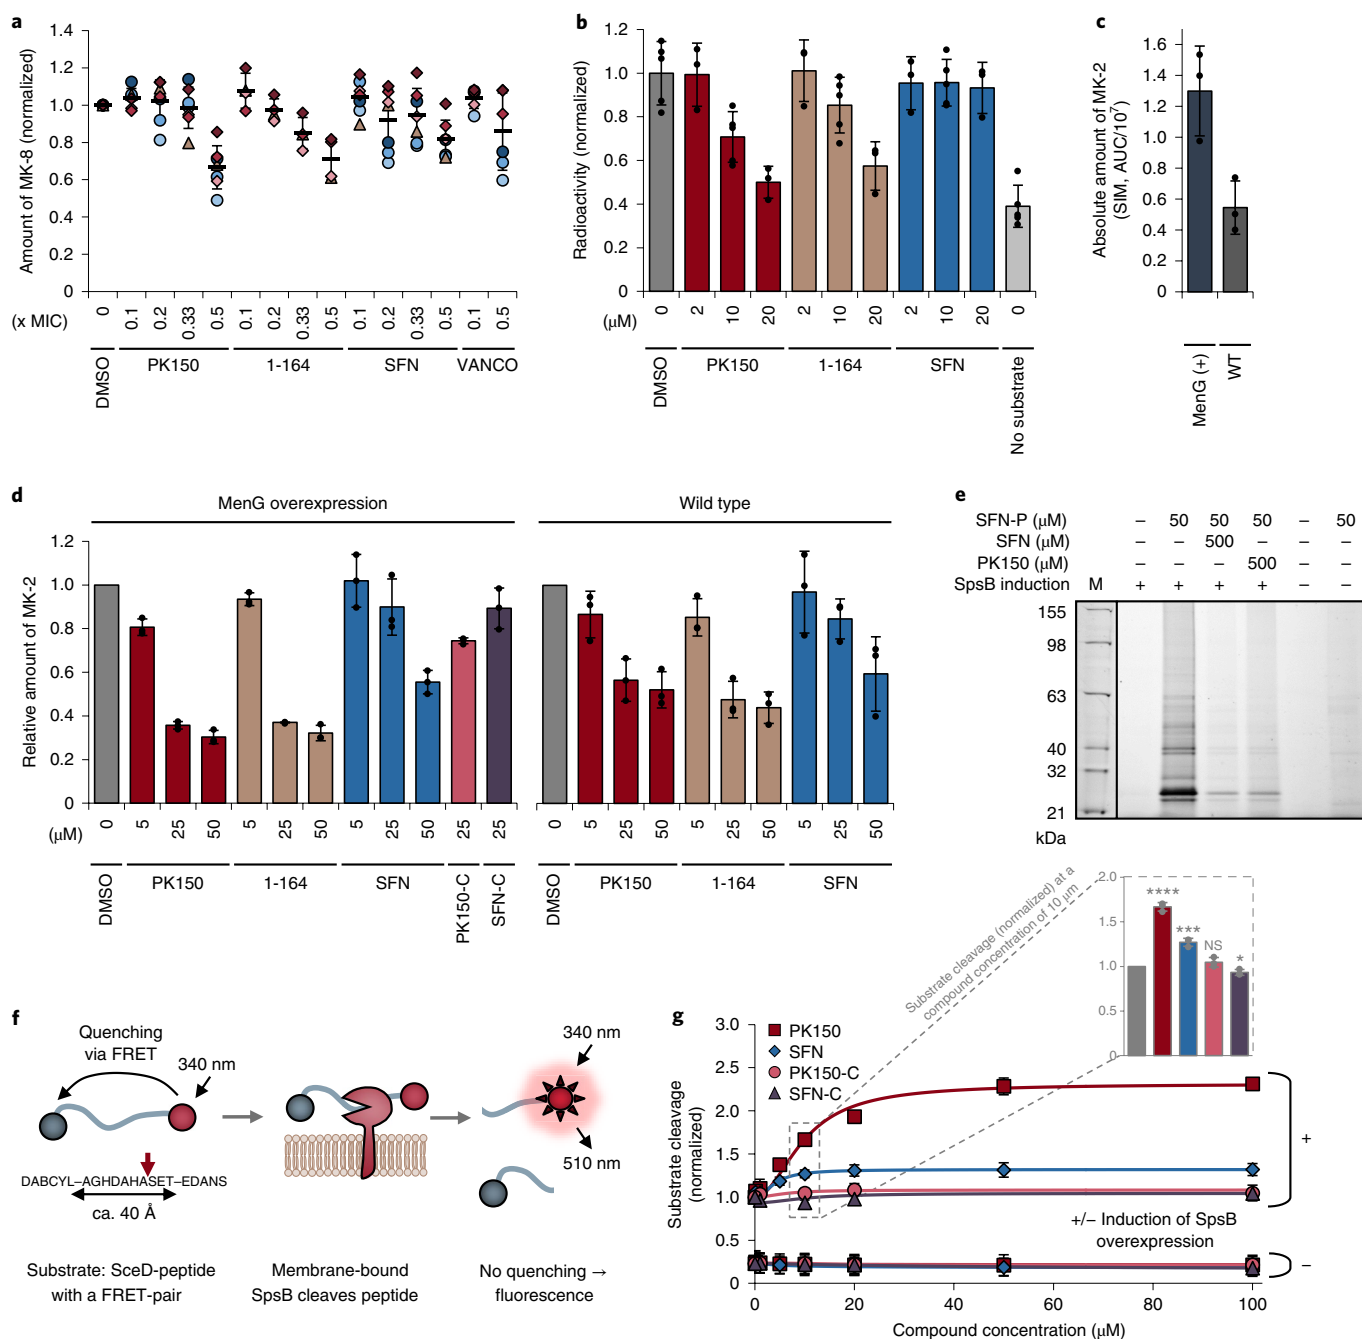 a
Amount of MK-8 (normalized)
1.4
1.2
1.0
0.8
0.6
0.4
0.2
0
(x MIC)
0 0.1 0.2 0.33 0.5 0.1 0.2 0.33 0.5 0.1 0.2 0.33 0.5 0.1 0.5
DMSO PK150 1-164 SFN VANCO
b
Radioactivity (normalized)
1.2
1.0
0.8
0.6
0.4
0.2
0
(μM)
0 2 10 20 2 10 20 2 10 20 0
DMSO PK150 1-164 SFN No substrate
c
Absolute amount of MK-2
(SIM, AUC/10⁷)
1.6
1.4
1.2
1.0
0.8
0.6
0.4
0.2
0
MenG (+) WT
d
MenG overexpression Wild type
Relative amount of MK-2
1.2
1.0
0.8
0.6
0.4
0.2
0
(μM)
0 5 25 50 5 25 50 5 25 50 25 25 0 5 25 50 5 25 50 5 25 50
DMSO PK150 1-164 SFN PK150-C SFN-C DMSO PK150 1-164 SFN
e
SFN-P (μM) – 50 50 50 – 50
SFN (μM) – – 500 – – –
PK150 (μM) – – – 500 – –
SpsB induction M + + + + – –
155
98
63
40
32
21
kDa
f
Quenching
via FRET
340 nm
DABCYL–AGHDAHASET–EDANS
ca. 40 Å
340 nm
510 nm
Substrate: SceD-peptide
with a FRET-pair
Membrane-bound
SpsB cleaves peptide
No quenching →
fluorescence
g
Substrate cleavage
(normalized)
3.0
2.5
2.0
1.5
1.0
0.5
0
PK150
SFN
PK150-C
SFN-C
Substrate cleavage (normalized) at a
compound concentration of 10 μm
2.0
1.0
0
0
**** *** NS *
+
+/– Induction of SpsB
overexpression
–
0 20 40 60 80 100
Compound concentration (μM)